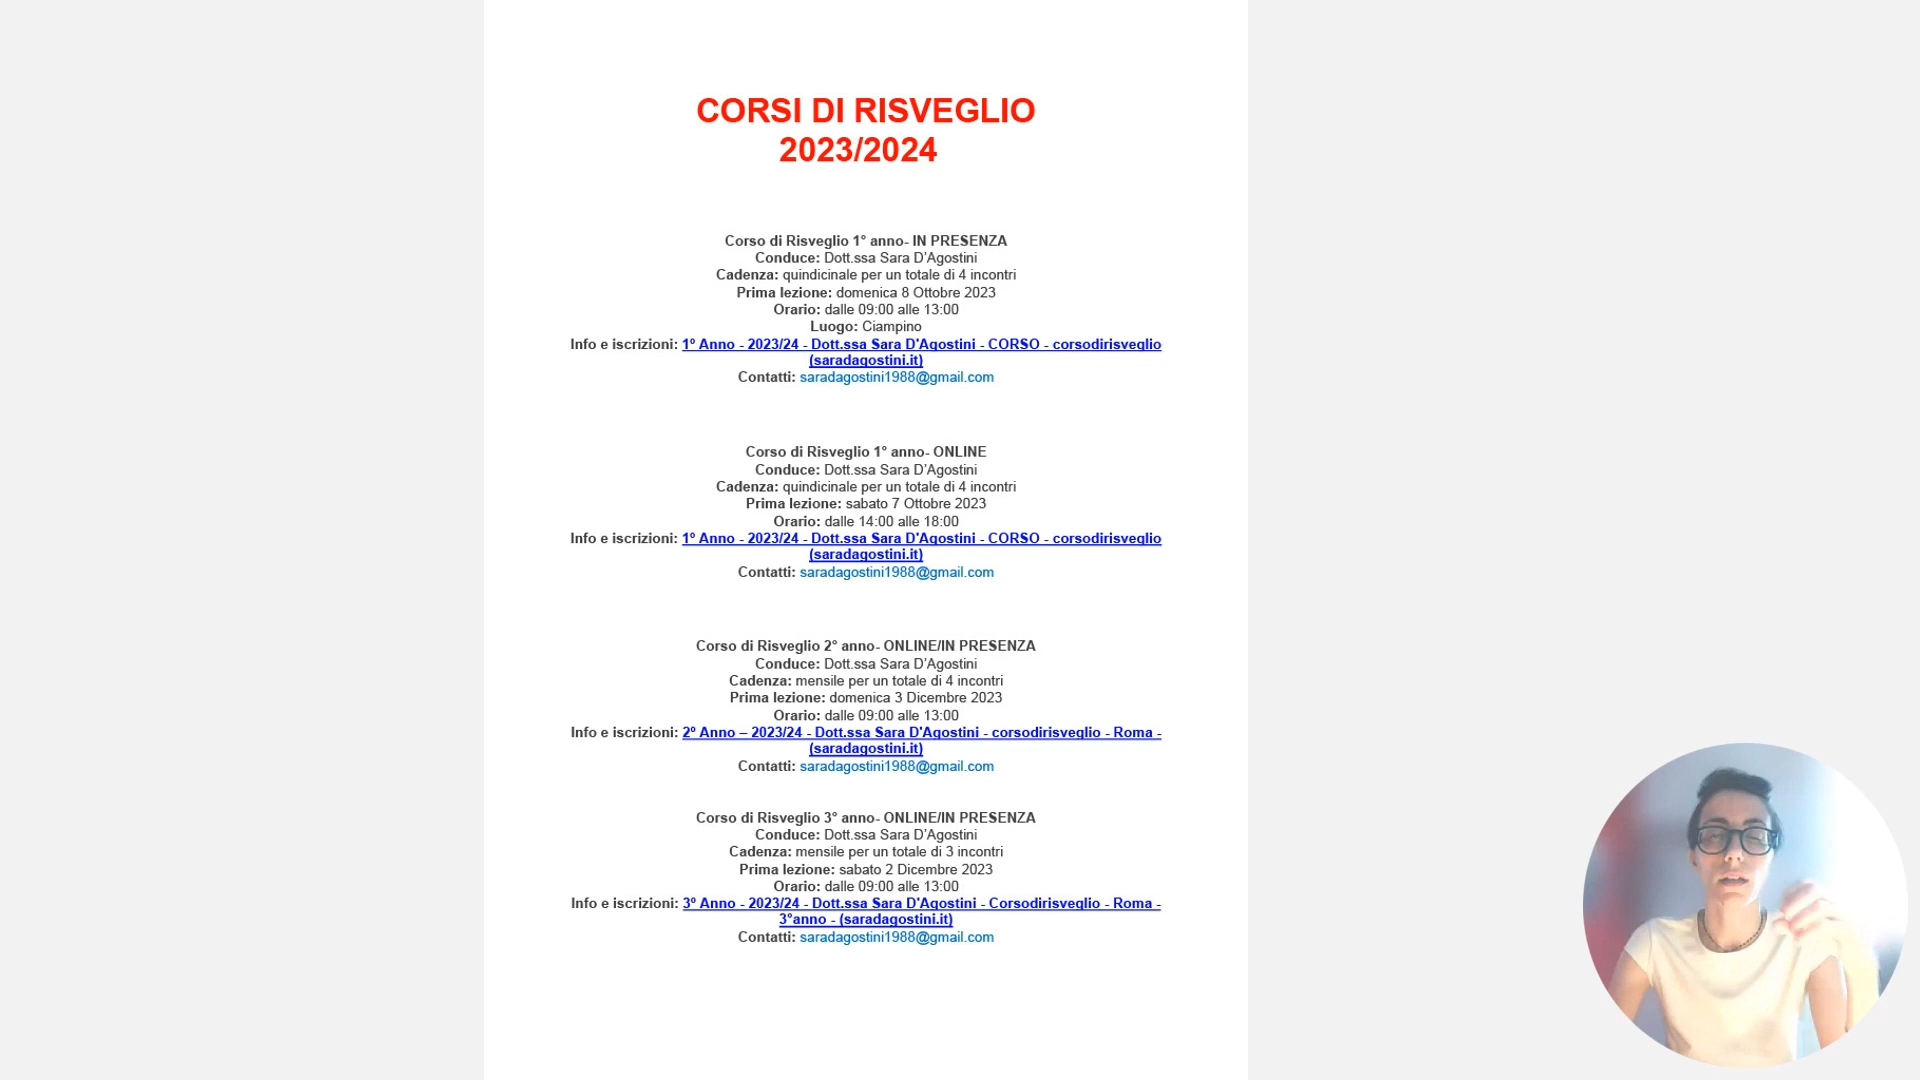 CORSI DI RISVEGLIO
2023/2024
Corso di Risveglio 1° anno- IN PRESENZA
Conduce: Dott.ssa Sara D’Agostini
Cadenza: quindicinale per un totale di 4 incontri
Prima lezione: domenica 8 Ottobre 2023
Orario: dalle 09:00 alle 13:00
Luogo: Ciampino
Info e iscrizioni: 1º Anno - 2023/24 - Dott.ssa Sara D'Agostini - CORSO - corsodirisveglio
(saradagostini.it)
Contatti: saradagostini1988@gmail.com
Corso di Risveglio 1° anno- ONLINE
Conduce: Dott.ssa Sara D’Agostini
Cadenza: quindicinale per un totale di 4 incontri
Prima lezione: sabato 7 Ottobre 2023
Orario: dalle 14:00 alle 18:00
Info e iscrizioni: 1º Anno - 2023/24 - Dott.ssa Sara D'Agostini - CORSO - corsodirisveglio
(saradagostini.it)
Contatti: saradagostini1988@gmail.com
Corso di Risveglio 2° anno- ONLINE/IN PRESENZA
Conduce: Dott.ssa Sara D’Agostini
Cadenza: mensile per un totale di 4 incontri
Prima lezione: domenica 3 Dicembre 2023
Orario: dalle 09:00 alle 13:00
Info e iscrizioni: 2º Anno – 2023/24 - Dott.ssa Sara D'Agostini - corsodirisveglio - Roma -
(saradagostini.it)
Contatti: saradagostini1988@gmail.com
Corso di Risveglio 3° anno- ONLINE/IN PRESENZA
Conduce: Dott.ssa Sara D’Agostini
Cadenza: mensile per un totale di 3 incontri
Prima lezione: sabato 2 Dicembre 2023
Orario: dalle 09:00 alle 13:00
Info e iscrizioni: 3º Anno - 2023/24 - Dott.ssa Sara D'Agostini - Corsodirisveglio - Roma -
3°anno - (saradagostini.it)
Contatti: saradagostini1988@gmail.com